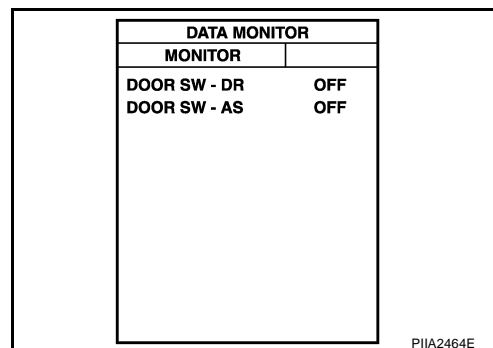 DATA MONITOR
MONITOR
DOOR SW - DR OFF
DOOR SW - AS OFF
PIIA2464E